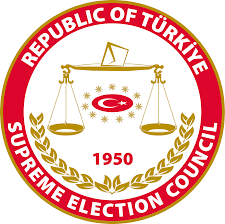 REPUBLIC OF TÜRKİYE
1950
SUPREME ELECTION COUNCIL